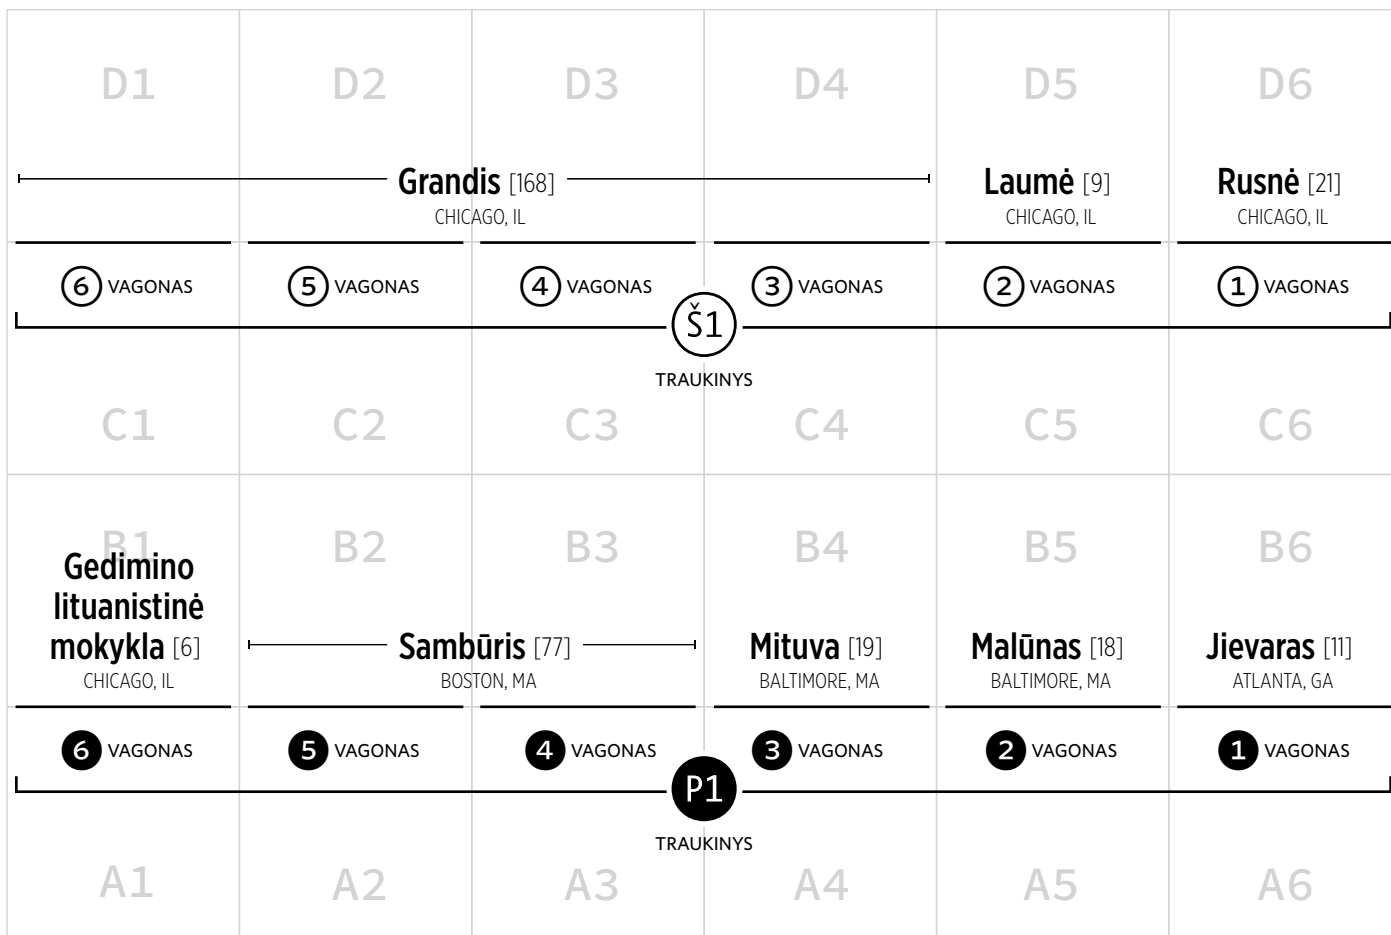 D1 D2 D3 D4 D5 D6
Grandis [168] Laumė [9] Rusnė [21]
CHICAGO, IL CHICAGO, IL CHICAGO, IL
6 VAGONAS 5 VAGONAS 4 VAGONAS 3 VAGONAS 2 VAGONAS 1 VAGONAS
Š1
TRAUKINYS
C1 C2 C3 C4 C5 C6
B1 B2 B3 B4 B5 B6
Gedimino
lituanistinė
mokykla [6] Sambūris [77] Mituva [19] Malūnas [18] Jievaras [11]
CHICAGO, IL BOSTON, MA BALTIMORE, MA BALTIMORE, MA ATLANTA, GA
6 VAGONAS 5 VAGONAS 4 VAGONAS 3 VAGONAS 2 VAGONAS 1 VAGONAS
P1
TRAUKINYS
A1 A2 A3 A4 A5 A6